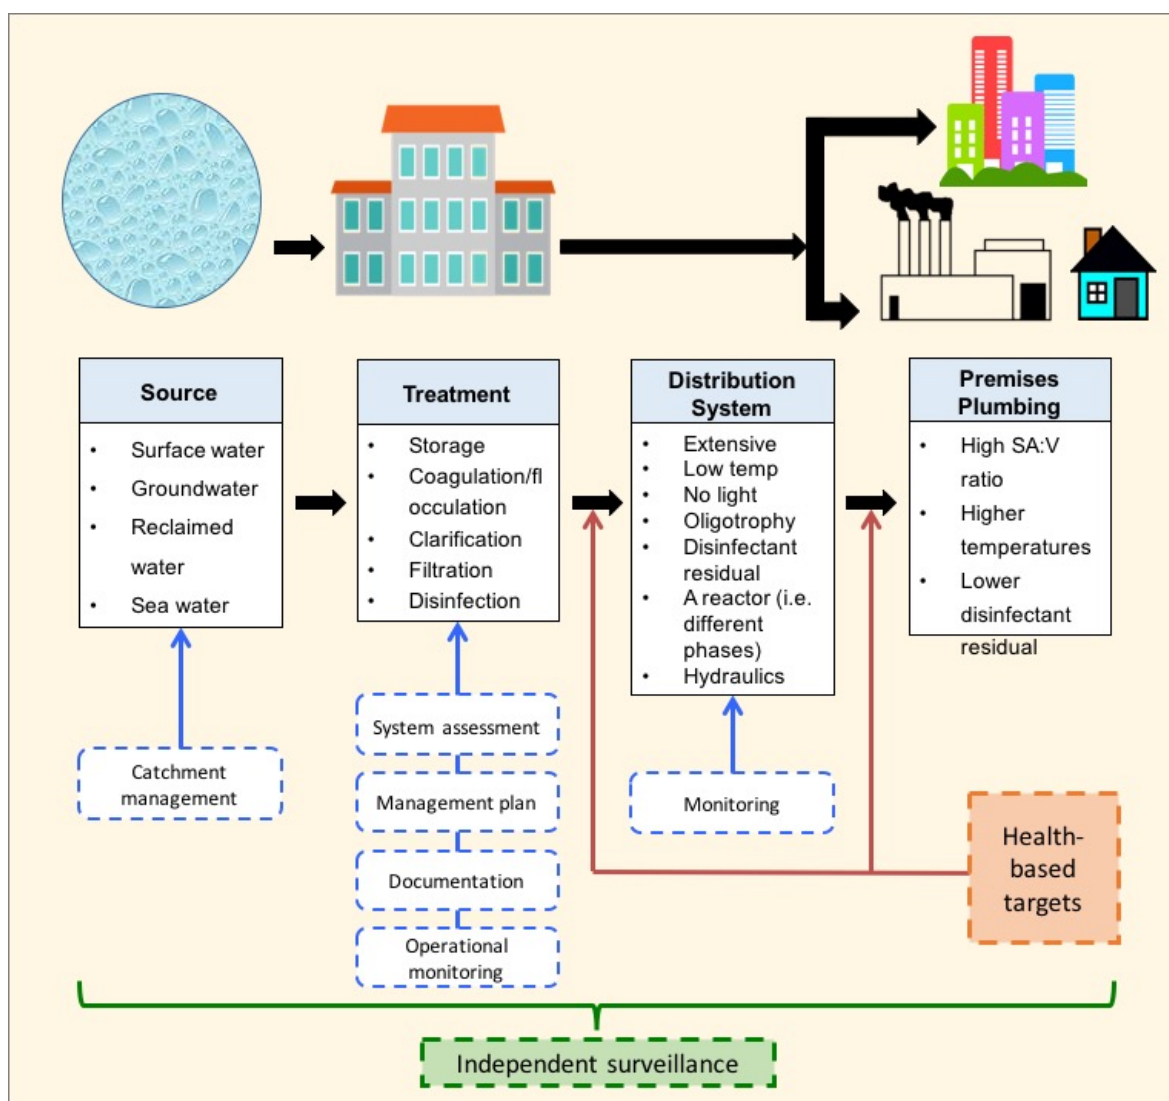 Source
• Surface water
• Groundwater
• Reclaimed
water
• Sea water
Treatment
• Storage
• Coagulation/fl
occulation
• Clarification
• Filtration
• Disinfection
Distribution
System
• Extensive
• Low temp
• No light
• Oligotrophy
• Disinfectant
residual
• A reactor (i.e.
different
phases)
• Hydraulics
Premises
Plumbing
• High SA:V
ratio
• Higher
temperatures
• Lower
disinfectant
residual
Catchment
management
System assessment
Management plan
Documentation
Operational
monitoring
Monitoring
Health-
based
targets
Independent surveillance